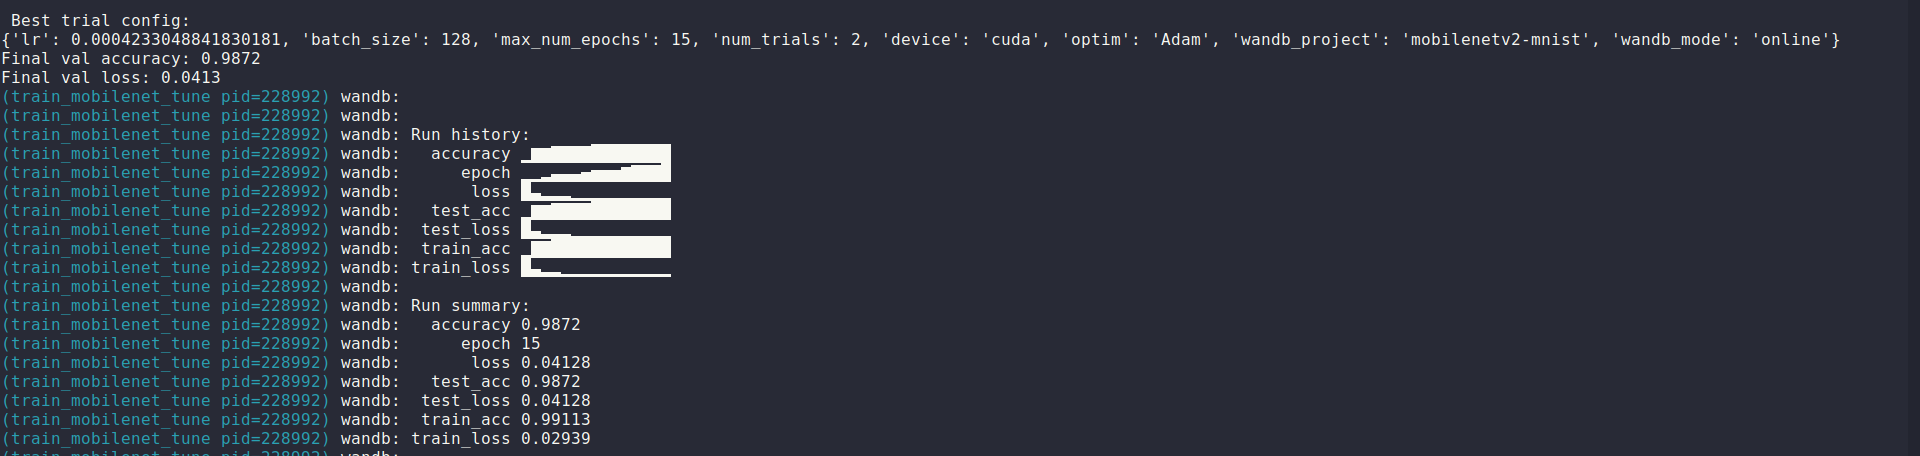 Best trial config:
{'lr': 0.0004233048841830181, 'batch_size': 128, 'max_num_epochs': 15, 'num_trials': 2, 'device': 'cuda', 'optim': 'Adam', 'wandb_project': 'mobilenetv2-mnist', 'wandb_mode': 'online'}
Final val accuracy: 0.9872
Final val loss: 0.0413
(train_mobilenet_tune pid=228992) wandb:
(train_mobilenet_tune pid=228992) wandb:
(train_mobilenet_tune pid=228992) wandb: Run history:
(train_mobilenet_tune pid=228992) wandb:   accuracy
(train_mobilenet_tune pid=228992) wandb:      epoch
(train_mobilenet_tune pid=228992) wandb:       loss
(train_mobilenet_tune pid=228992) wandb:   test_acc
(train_mobilenet_tune pid=228992) wandb:  test_loss
(train_mobilenet_tune pid=228992) wandb:  train_acc
(train_mobilenet_tune pid=228992) wandb: train_loss
(train_mobilenet_tune pid=228992) wandb:
(train_mobilenet_tune pid=228992) wandb: Run summary:
(train_mobilenet_tune pid=228992) wandb:   accuracy 0.9872
(train_mobilenet_tune pid=228992) wandb:      epoch 15
(train_mobilenet_tune pid=228992) wandb:       loss 0.04128
(train_mobilenet_tune pid=228992) wandb:   test_acc 0.9872
(train_mobilenet_tune pid=228992) wandb:  test_loss 0.04128
(train_mobilenet_tune pid=228992) wandb:  train_acc 0.99113
(train_mobilenet_tune pid=228992) wandb: train_loss 0.02939